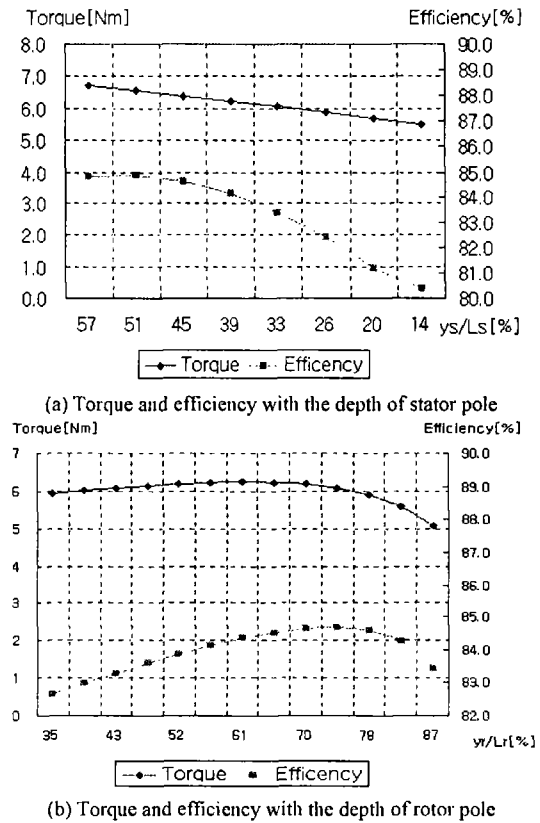 Torque[Nm] Efficiency[%]
8.0 90.0
7.0 89.0
6.0 88.0
5.0 87.0
4.0 86.0
3.0 85.0
2.0 84.0
1.0 83.0
0.0 82.0
81.0
80.0
57 51 45 39 33 26 20 14 ys/Ls[%]
Torque Efficency
(a) Torque and efficiency with the depth of stator pole
Torque[Nm] Efficiency[%]
7 90.0
6 89.0
5 88.0
4 86.0
3 85.0
2 84.0
1 83.0
0 82.0
35 43 52 61 70 78 87 yr/Lr[%]
Torque Efficency
(b) Torque and efficiency with the depth of rotor pole